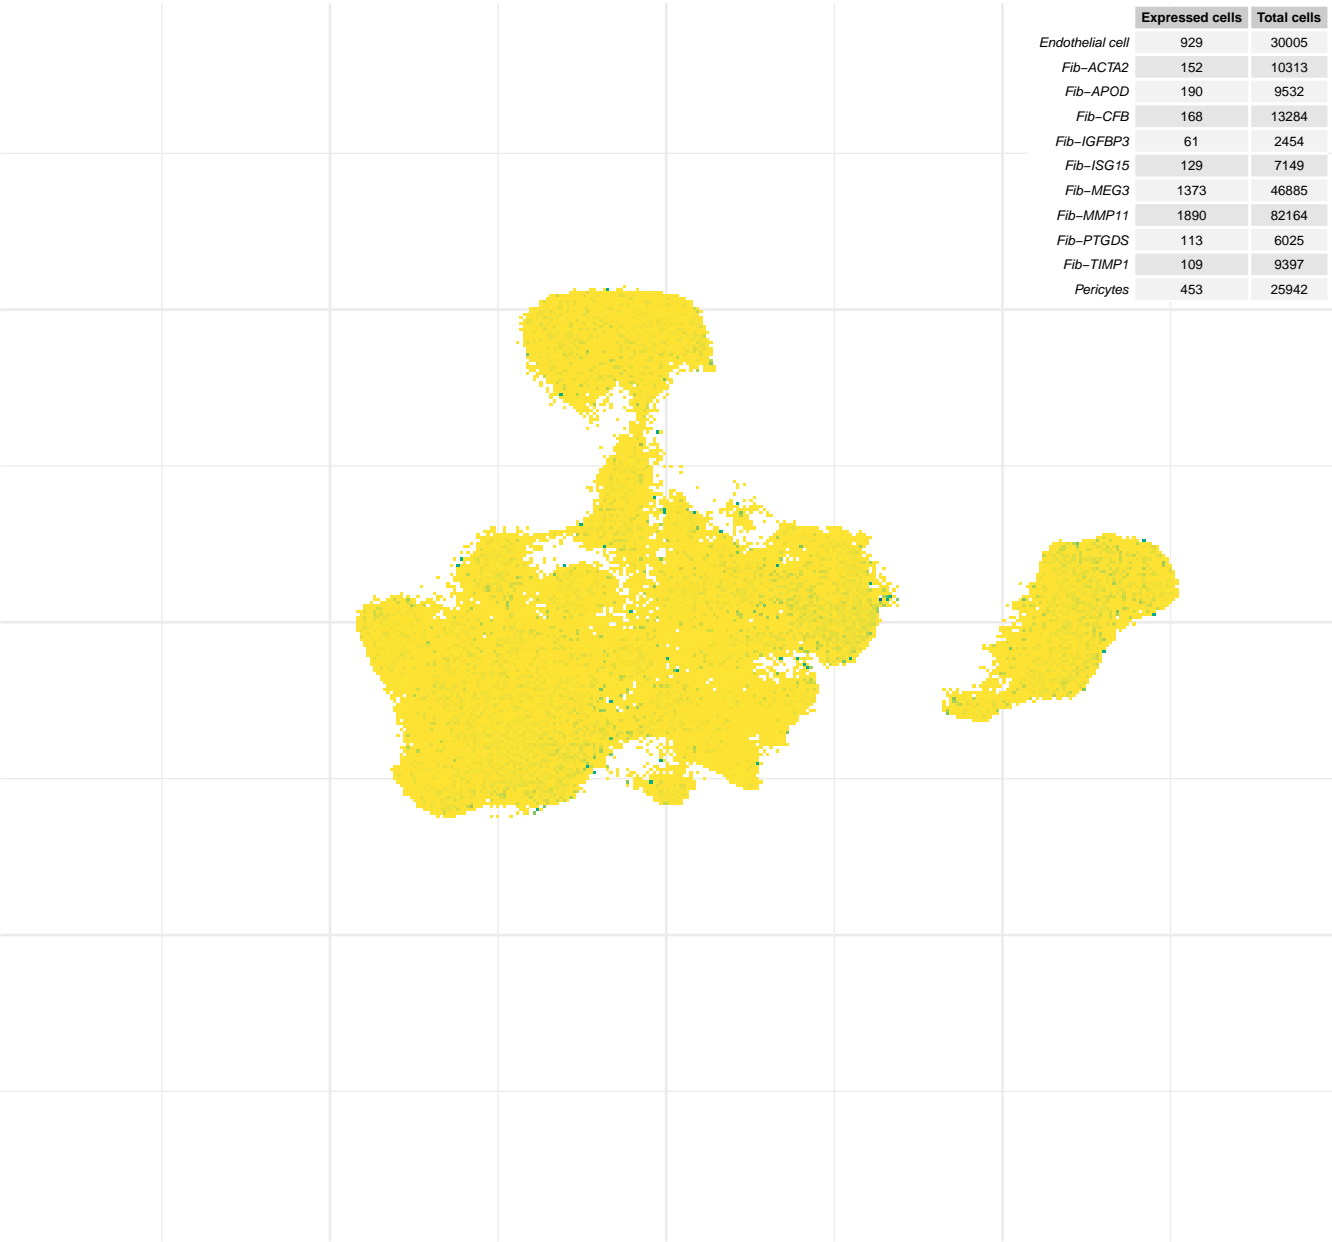 Expressed cells Total cells
Endothelial cell 929 30005
Fib−ACTA2 152 10313
Fib−APOD 190 9532
Fib−CFB 168 13284
Fib−IGFBP3 61 2454
Fib−ISG15 129 7149
Fib−MEG3 1373 46885
Fib−MMP11 1890 82164
Fib−PTGDS 113 6025
Fib−TIMP1 109 9397
Pericytes 453 25942